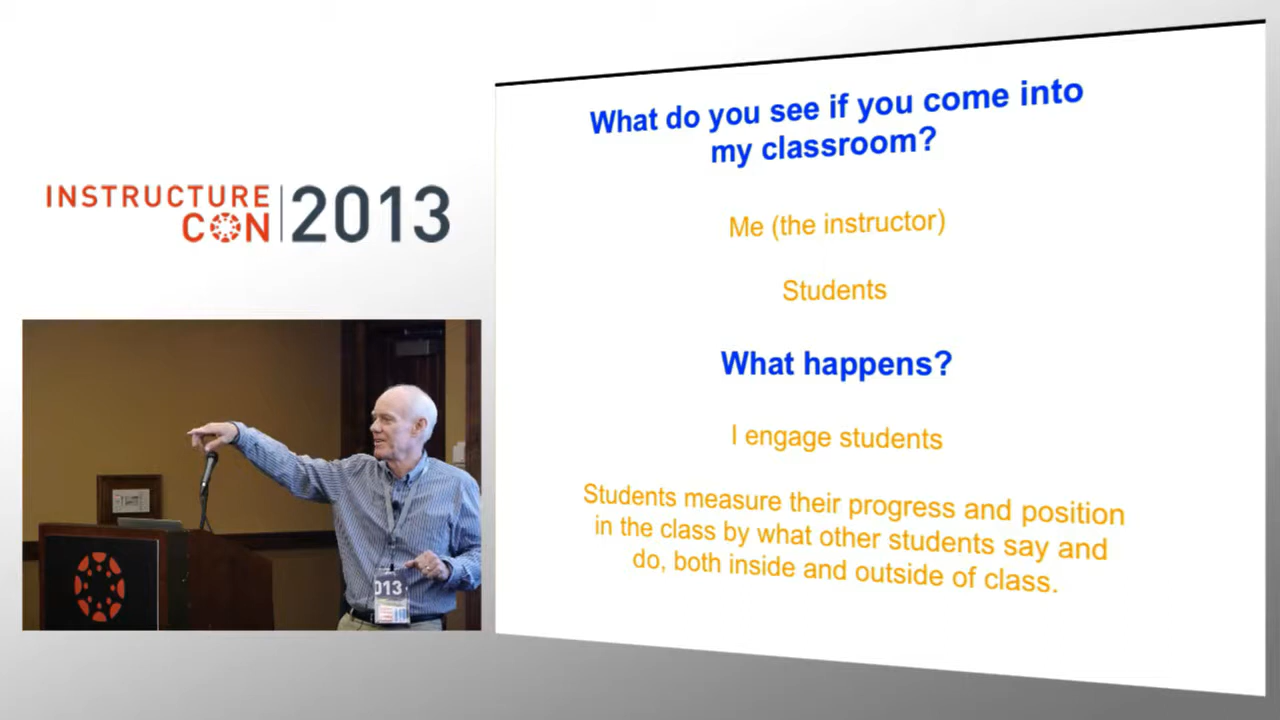 INSTRUCTURE
CON
2013
What do you see if you come into
my classroom?
Me (the instructor)
Students
What happens?
I engage students
Students measure their progress and position
in the class by what other students say and
do, both inside and outside of class.
013